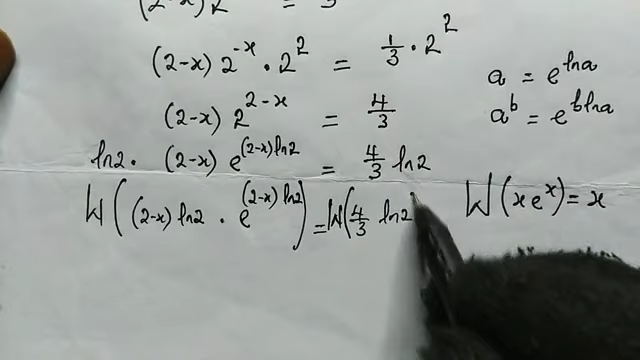 (2-x) 2^{-x} · 2^2 = 1/3 · 2^2
a = e^{ln a}
(2-x) 2^{2-x} = 4/3
a^b = e^{b ln a}
ln2 · (2-x) e^{(2-x) ln2} = 4/3 ln2
W((2-x) ln2 · e^{(2-x) ln2}) = W(4/3 ln2
W(xe^x) = x